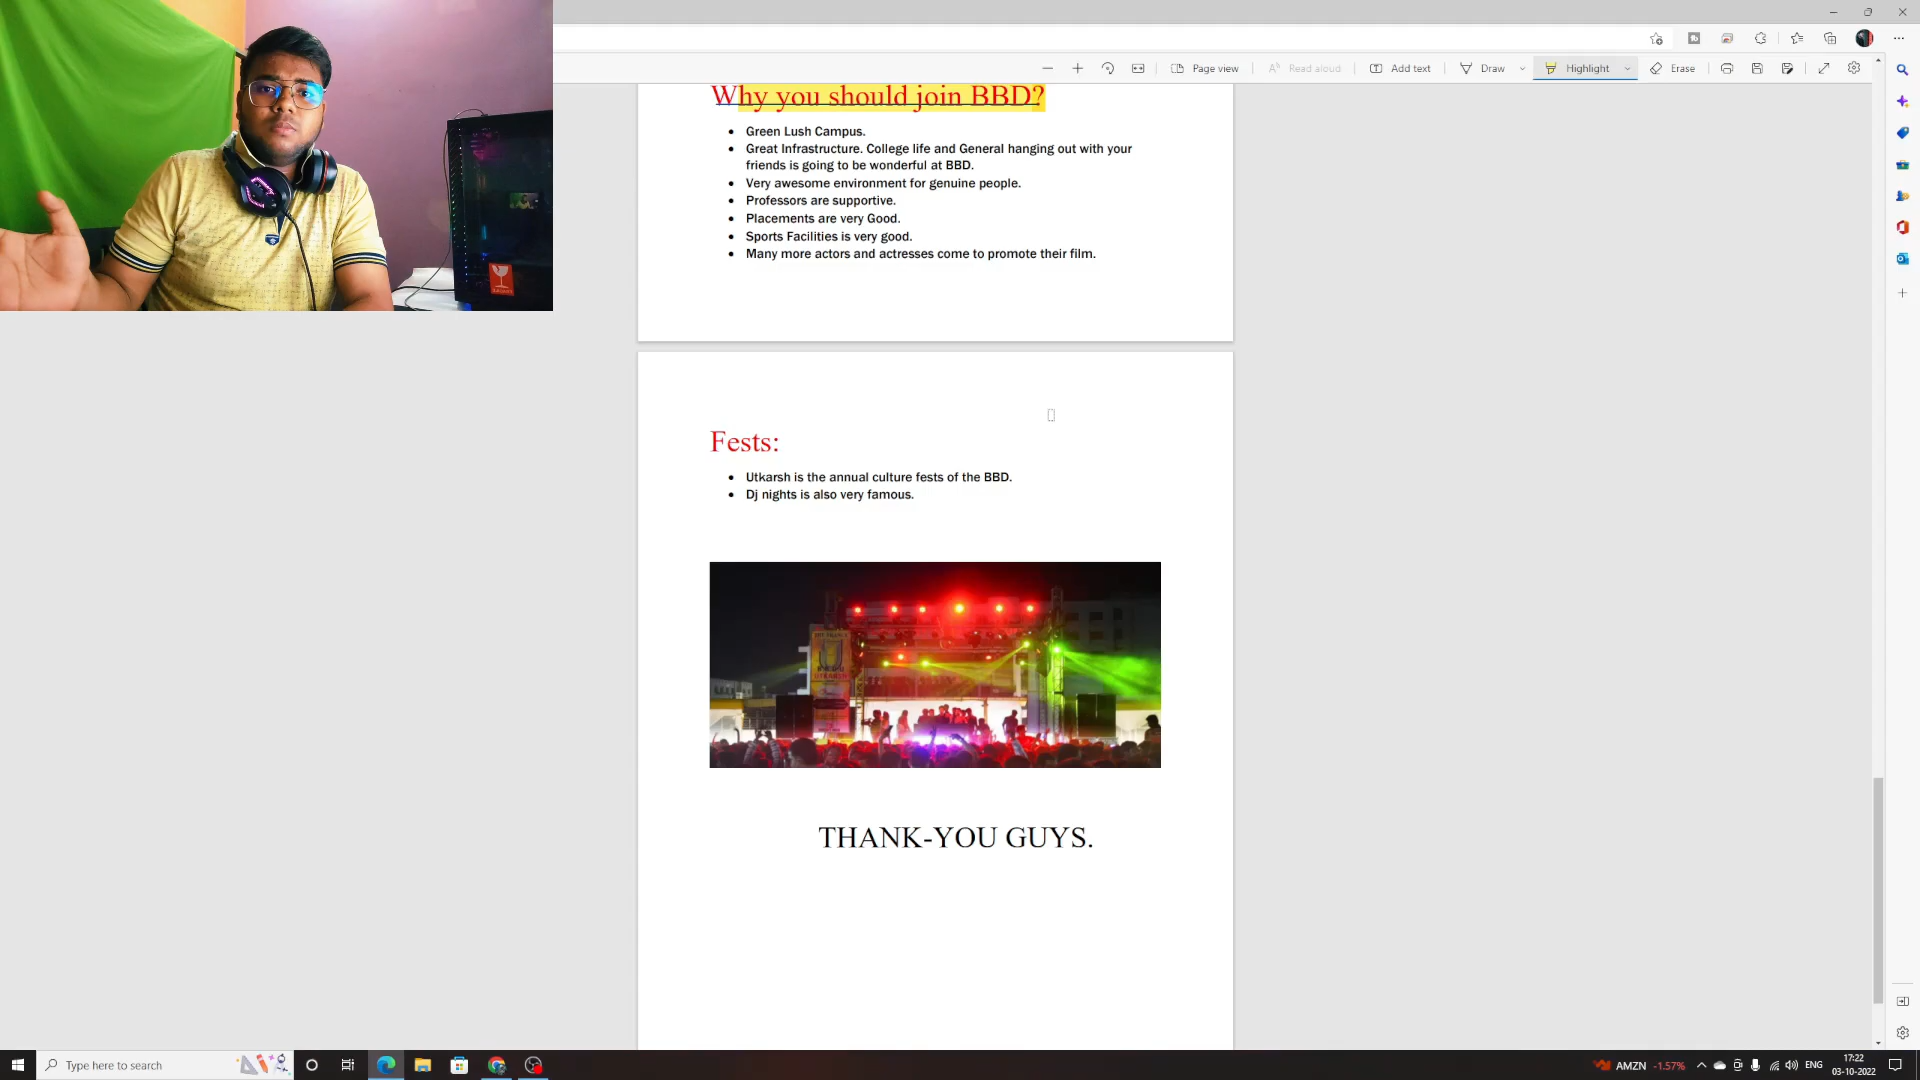 Page view
Read aloud
Add text
Draw
Highlight
Erase
Why you should join BBD?
• Green Lush Campus.
• Great Infrastructure. College life and General hanging out with your
friends is going to be wonderful at BBD.
• Very awesome environment for genuine people.
• Professors are supportive.
• Placements are very Good.
• Sports Facilities is very good.
• Many more actors and actresses come to promote their film.
Fests:
• Utkarsh is the annual culture fests of the BBD.
• Dj nights is also very famous.
UTKARSH
THANK-YOU GUYS.
Type here to search
AMZN -1.57%
ENG
17:22
03-10-2022